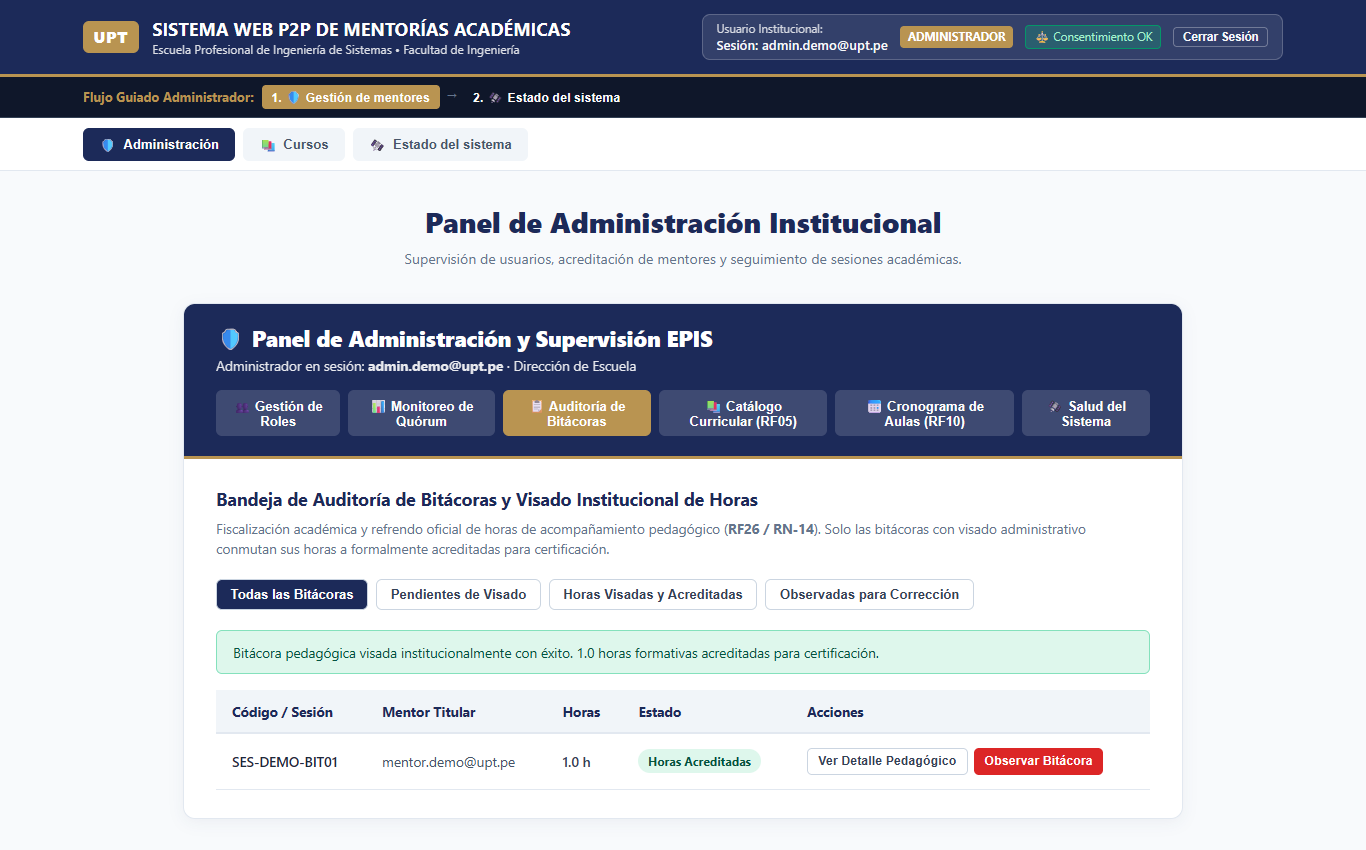 UPT
SISTEMA WEB P2P DE MENTORÍAS ACADÉMICAS
Escuela Profesional de Ingeniería de Sistemas • Facultad de Ingeniería
Usuario Institucional:
Sesión: admin.demo@upt.pe
ADMINISTRADOR
Consentimiento OK
Cerrar Sesión
Flujo Guiado Administrador:
1. Gestión de mentores
→
2. Estado del sistema
Administración
Cursos
Estado del sistema
Panel de Administración Institucional
Supervisión de usuarios, acreditación de mentores y seguimiento de sesiones académicas.
Panel de Administración y Supervisión EPIS
Administrador en sesión: admin.demo@upt.pe · Dirección de Escuela
Gestión de
Roles
Monitoreo de
Quórum
Auditoría de
Bitácoras
Catálogo
Curricular (RF05)
Cronograma de
Aulas (RF10)
Salud del
Sistema
Bandeja de Auditoría de Bitácoras y Visado Institucional de Horas
Fiscalización académica y refrendo oficial de horas de acompañamiento pedagógico (RF26 / RN-14). Solo las bitácoras con visado administrativo
conmutan sus horas a formalmente acreditadas para certificación.
Todas las Bitácoras
Pendientes de Visado
Horas Visadas y Acreditadas
Observadas para Corrección
Bitácora pedagógica visada institucionalmente con éxito. 1.0 horas formativas acreditadas para certificación.
Código / Sesión
Mentor Titular
Horas
Estado
Acciones
SES-DEMO-BIT01
mentor.demo@upt.pe
1.0 h
Horas Acreditadas
Ver Detalle Pedagógico
Observar Bitácora